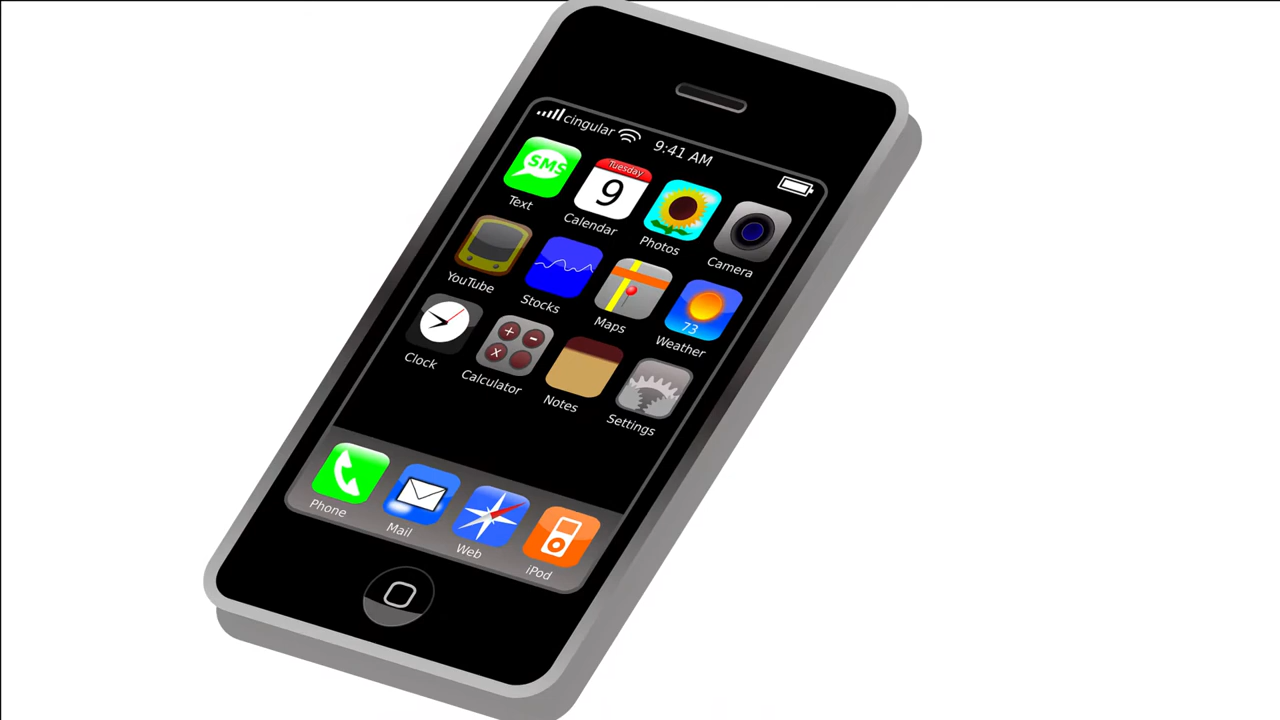 cingular 9:41 AM
SMS
Tuesday
9
Text Calendar Photos Camera
73
YouTube Stocks Maps Weather
+ -
x
Clock Calculator Notes Settings
Phone Mail Web iPod